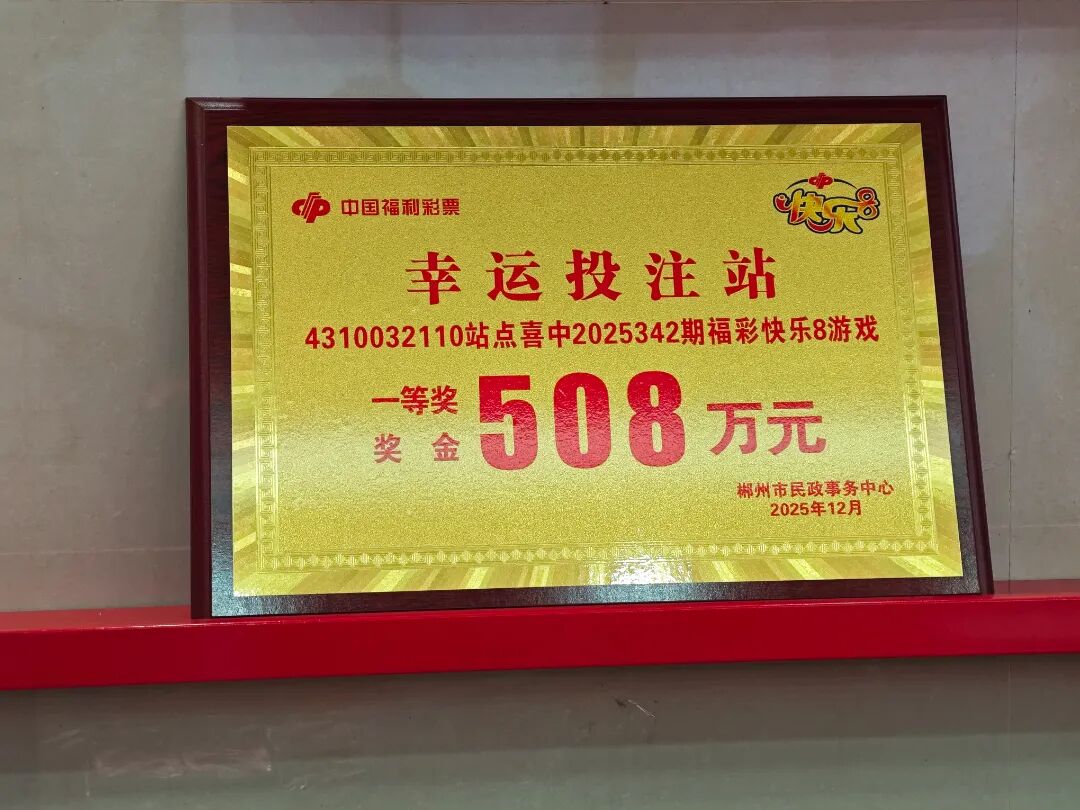 中国福利彩票
快乐8
幸运投注站
4310032110站点喜中2025342期福彩快乐8游戏
一等奖
奖金
508万元
郴州市民政事务中心
2025年12月